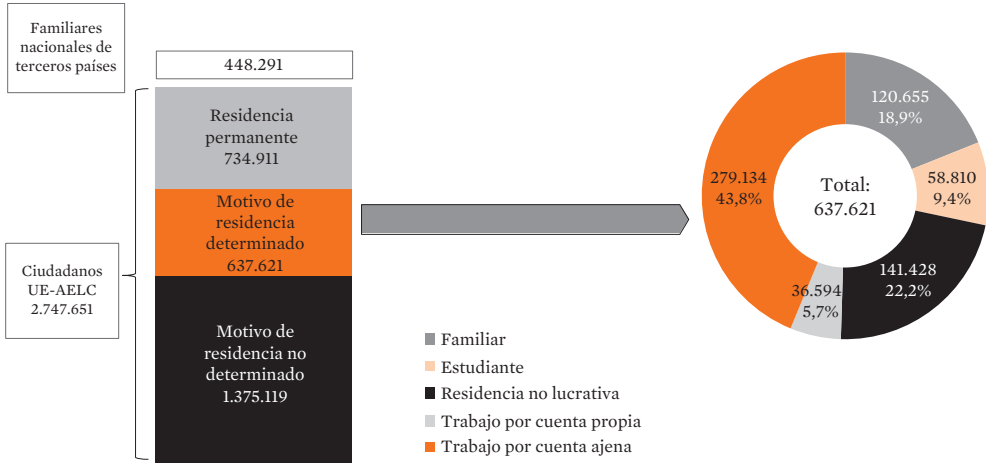 Familiares
nacionales de
terceros países
448.291
Residencia
permanente
734.911
Motivo de
residencia
determinado
637.621
Ciudadanos
UE-AELC
2.747.651
Motivo de
residencia no
determinado
1.375.119
120.655
18,9%
58.810
9,4%
141.428
22,2%
36.594
5,7%
279.134
43,8%
Total:
637.621
Familiar
Estudiante
Residencia no lucrativa
Trabajo por cuenta propia
Trabajo por cuenta ajena